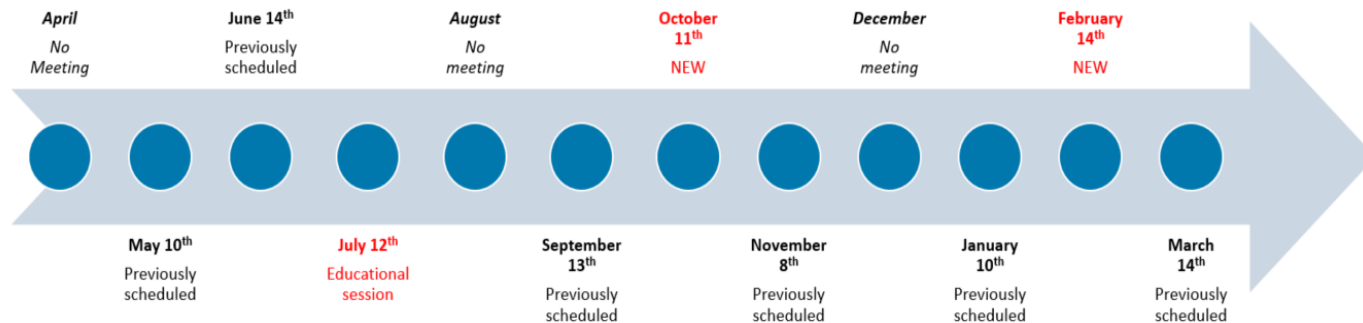 April
No
Meeting
June 14th
Previously
scheduled
August
No
meeting
October
11th
NEW
December
No
meeting
February
14th
NEW
May 10th
Previously
scheduled
July 12th
Educational
session
September
13th
Previously
scheduled
November
8th
Previously
scheduled
January
10th
Previously
scheduled
March
14th
Previously
scheduled